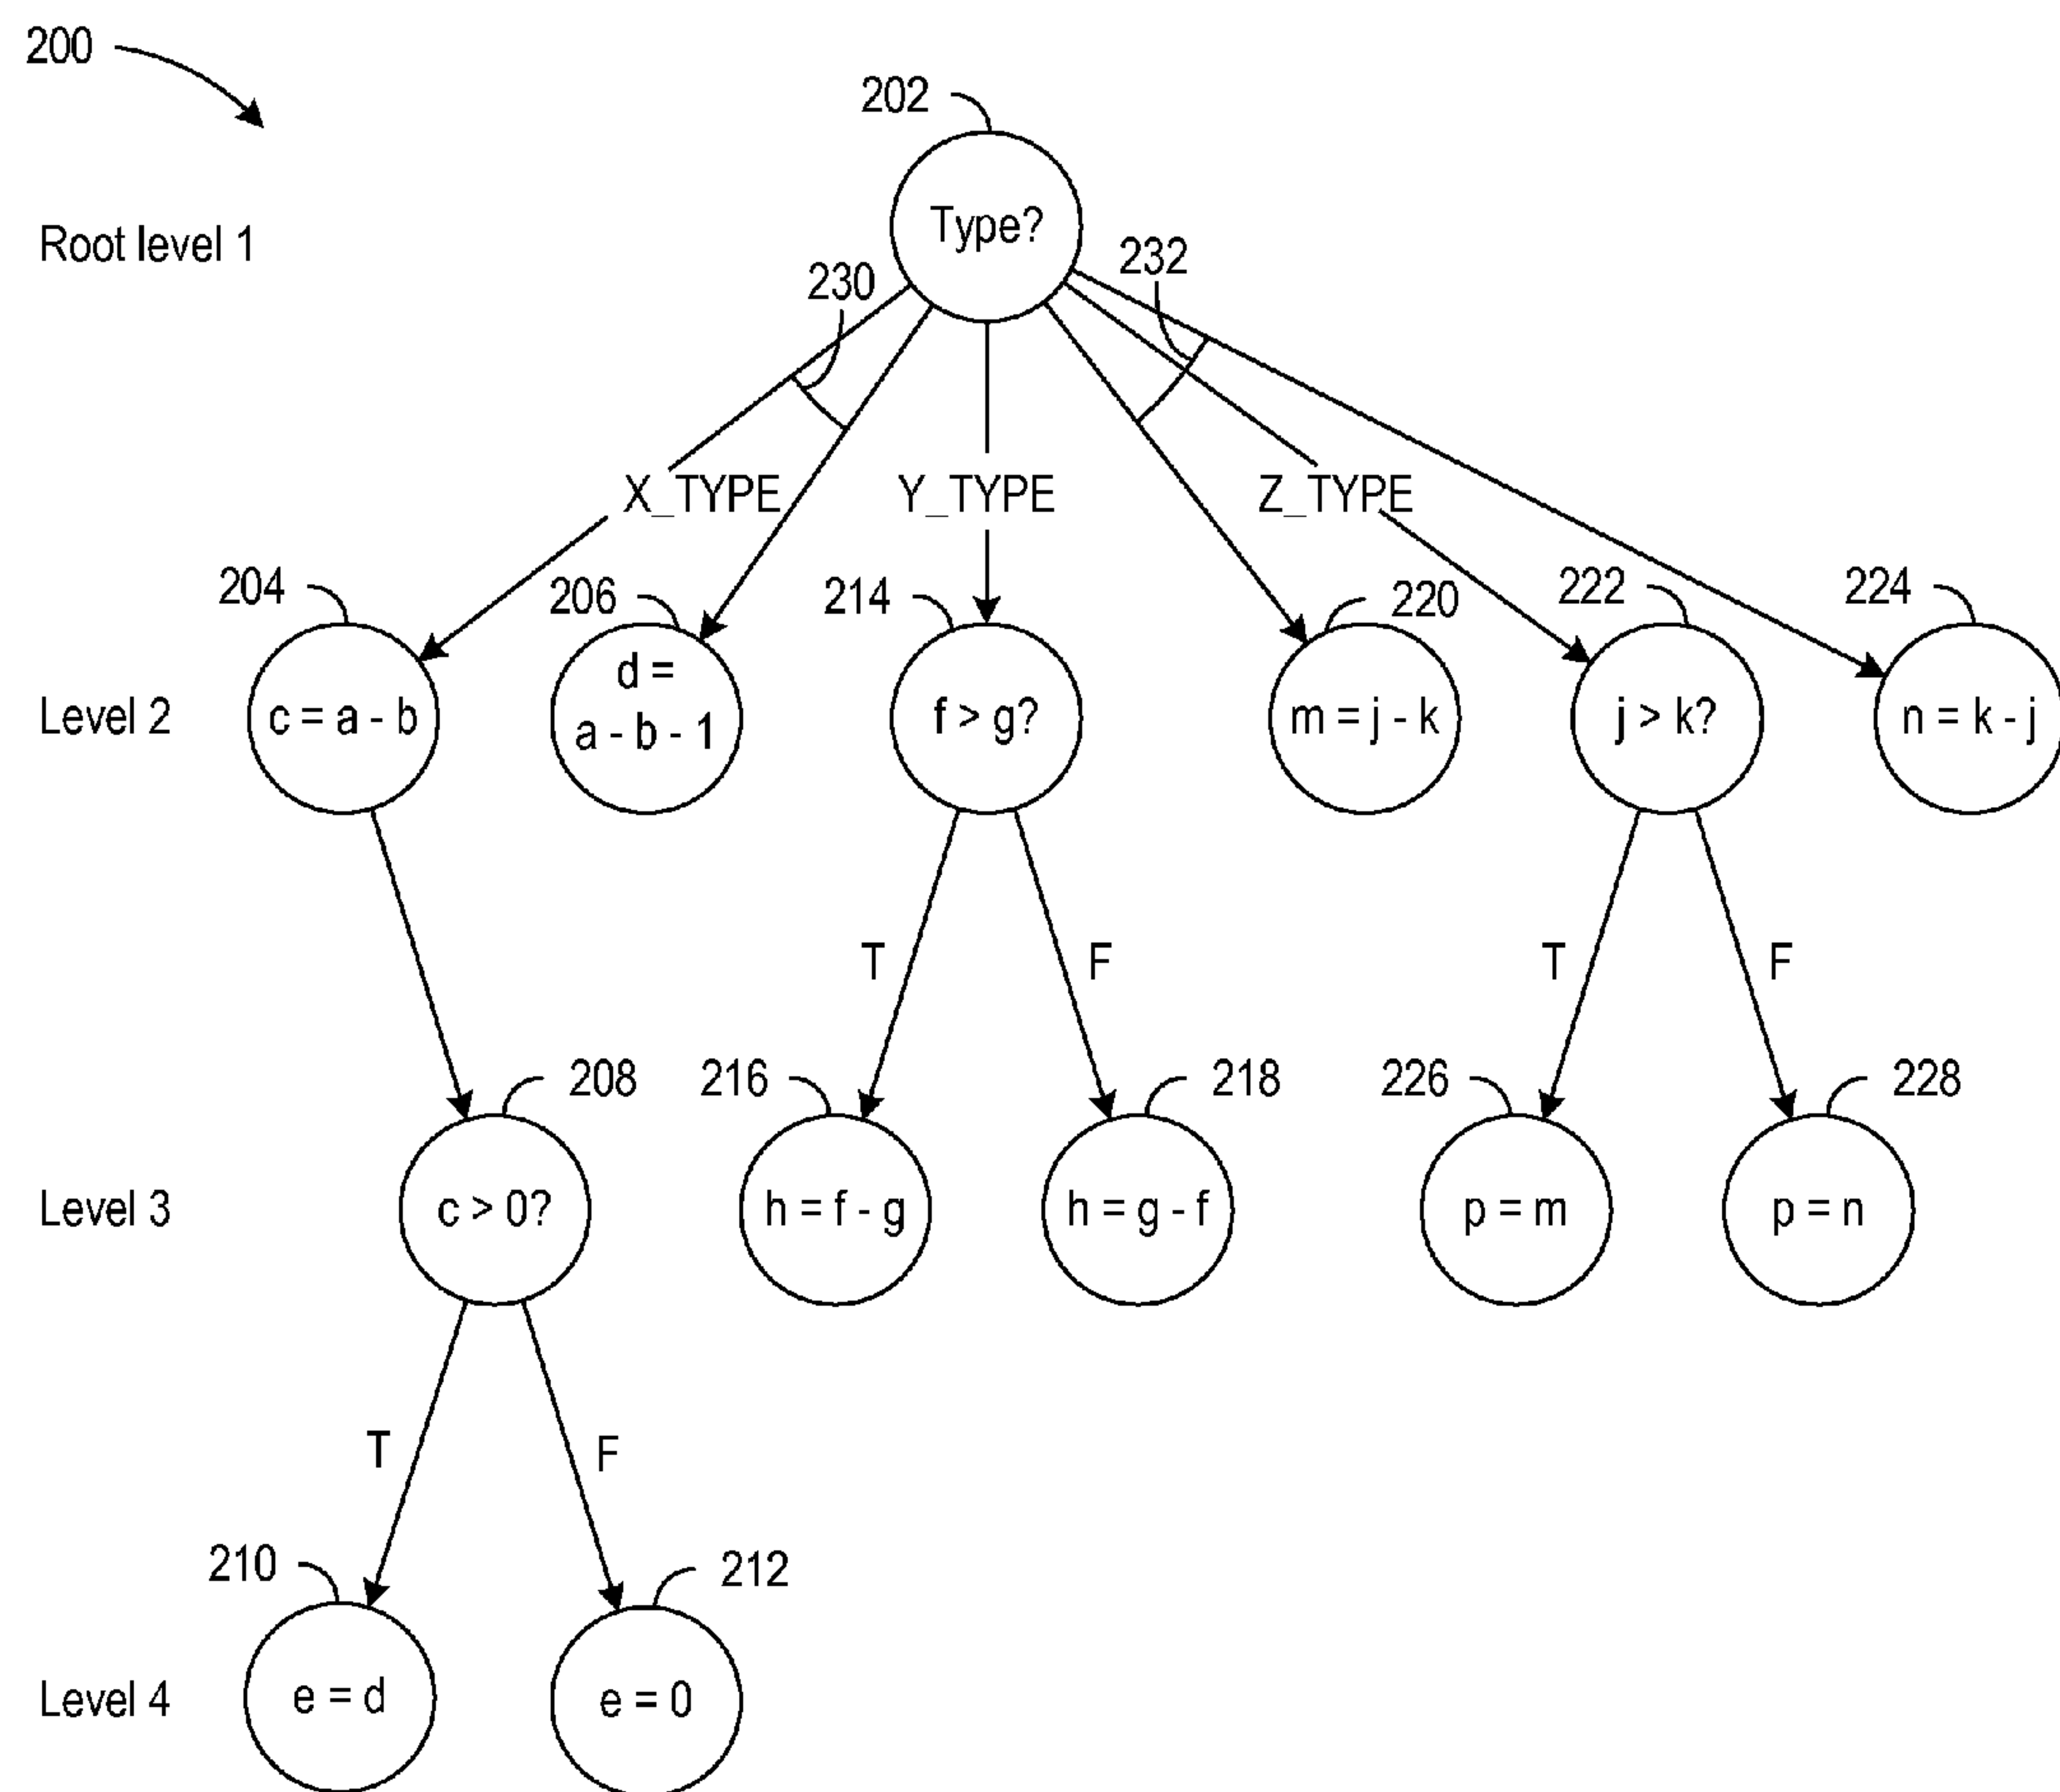 200
202
Type?
Root level 1
230
232
X_TYPE
Y_TYPE
Z_TYPE
204
206
214
220
222
224
Level 2
c = a - b
d =
a - b - 1
f > g?
m = j - k
j > k?
n = k - j
T
F
T
F
208
216
218
226
228
Level 3
c > 0?
h = f - g
h = g - f
p = m
p = n
T
F
210
212
Level 4
e = d
e = 0